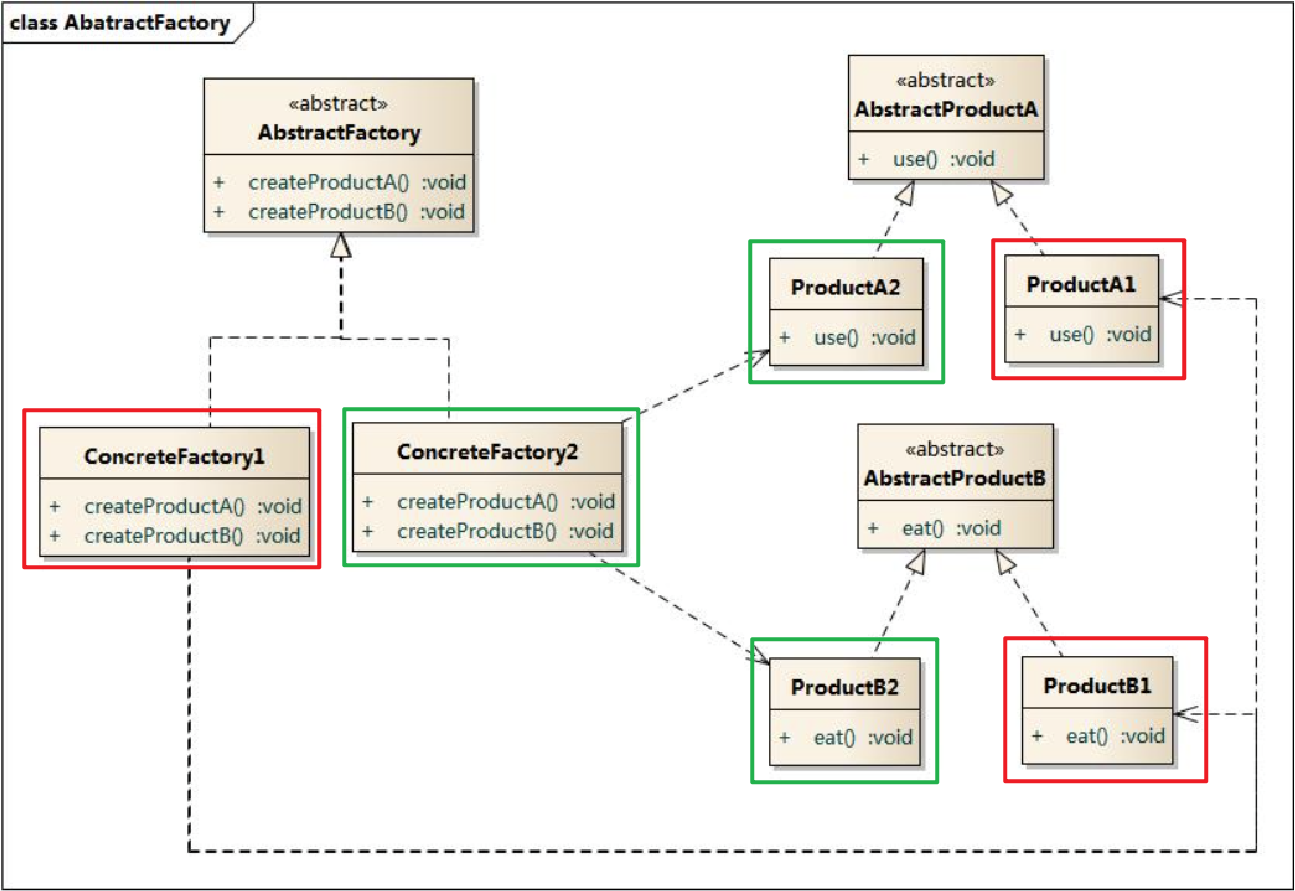 class AbatractFactory
«abstract»
AbstractFactory
+ createProductA() :void
+ createProductB() :void
«abstract»
AbstractProductA
+ use() :void
ProductA2
+ use() :void
ProductA1
+ use() :void
ConcreteFactory1
+ createProductA() :void
+ createProductB() :void
ConcreteFactory2
+ createProductA() :void
+ createProductB() :void
«abstract»
AbstractProductB
+ eat() :void
ProductB2
+ eat() :void
ProductB1
+ eat() :void